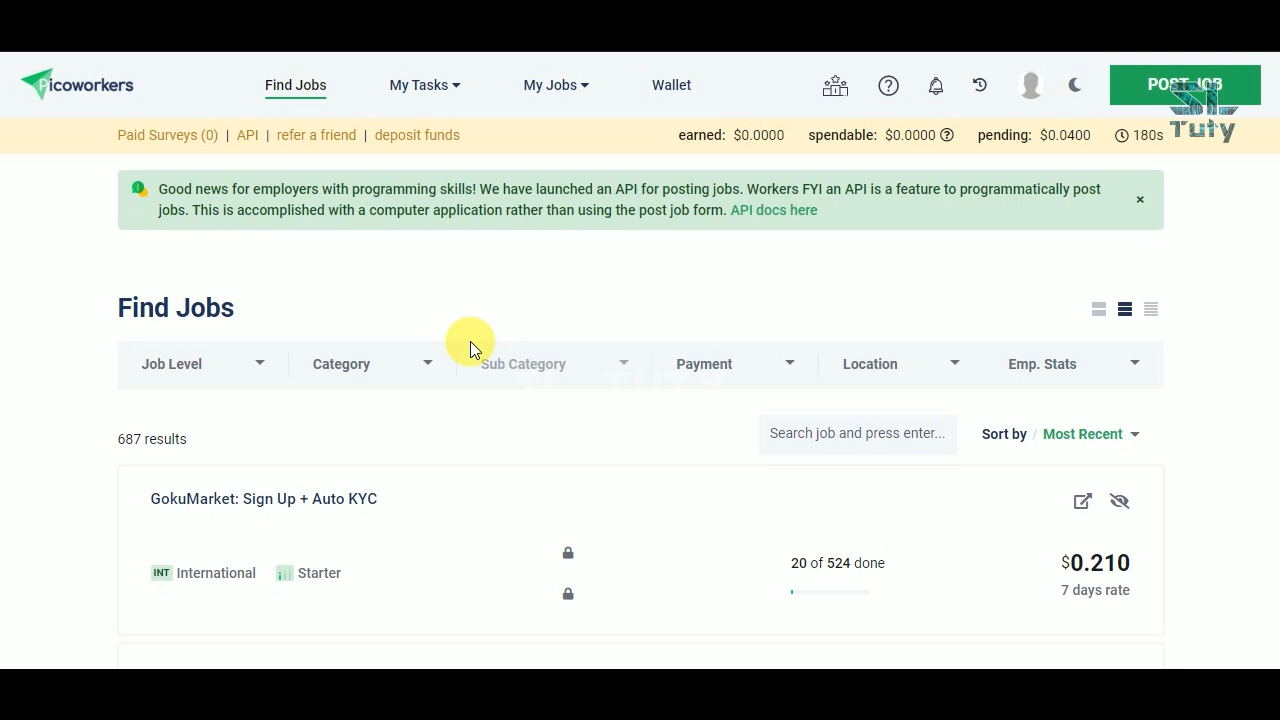 Picoworkers
Find Jobs
My Tasks
My Jobs
Wallet
POST JOB
SL
Tuty
Paid Surveys (0) | API | refer a friend | deposit funds
earned: $0.0000 spendable: $0.0000 pending: $0.0400 180s
Good news for employers with programming skills! We have launched an API for posting jobs. Workers FYI an API is a feature to programmatically post
jobs. This is accomplished with a computer application rather than using the post job form. API docs here
×
Find Jobs
Job Level
Category
Sub Category
Payment
Location
Emp. Stats
687 results
Search job and press enter...
Sort by / Most Recent
GokuMarket: Sign Up + Auto KYC
INT International
Starter
20 of 524 done
$0.210
7 days rate